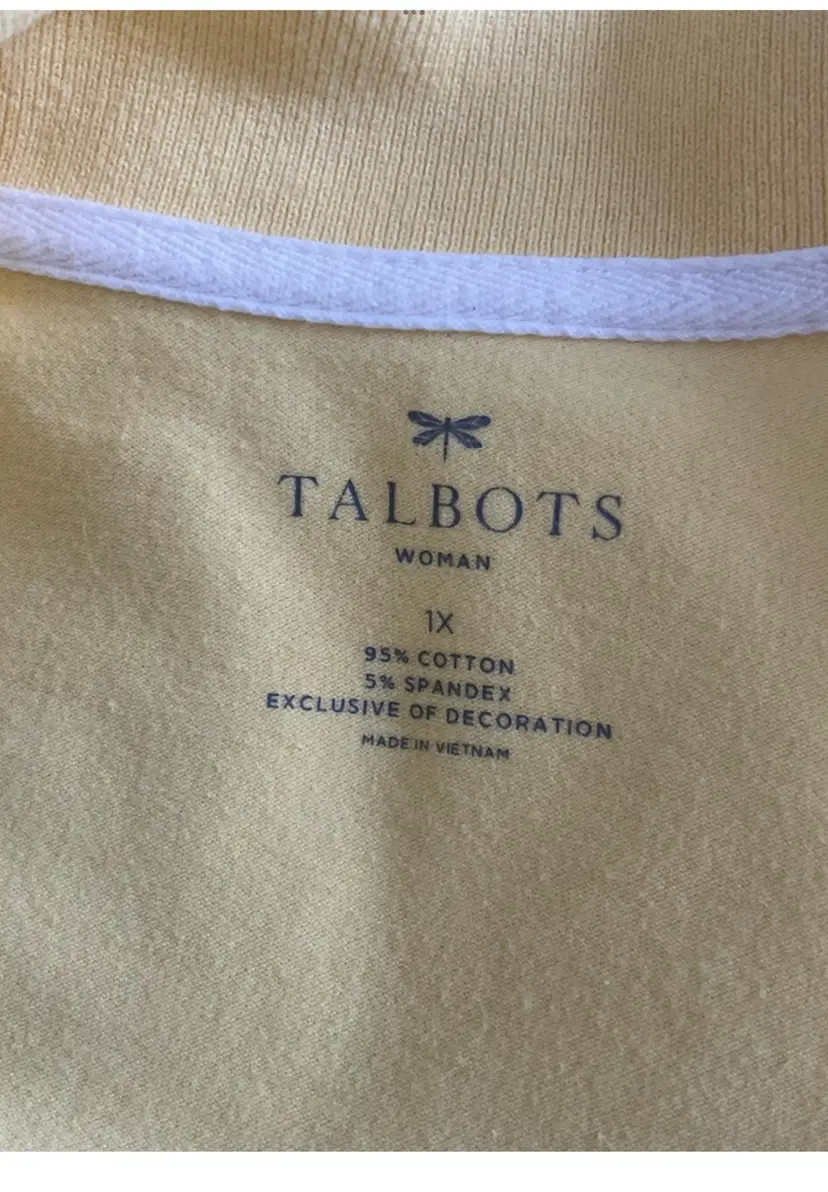 TALBOTS
WOMAN
1X
95% COTTON
5% SPANDEX
EXCLUSIVE OF DECORATION
MADE IN VIETNAM